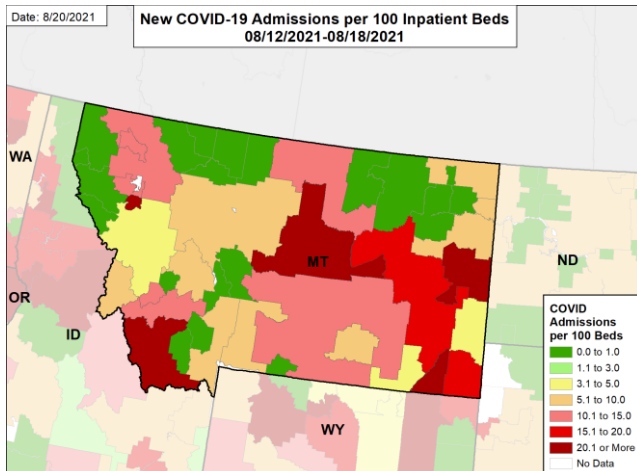 Date: 8/20/2021
New COVID-19 Admissions per 100 Inpatient Beds
08/12/2021-08/18/2021
WA
MT
ND
OR
ID
WY
COVID
Admissions
per 100 Beds
0.0 to 1.0
1.1 to 3.0
3.1 to 5.0
5.1 to 10.0
10.1 to 15.0
15.1 to 20.0
20.1 or More
No Data